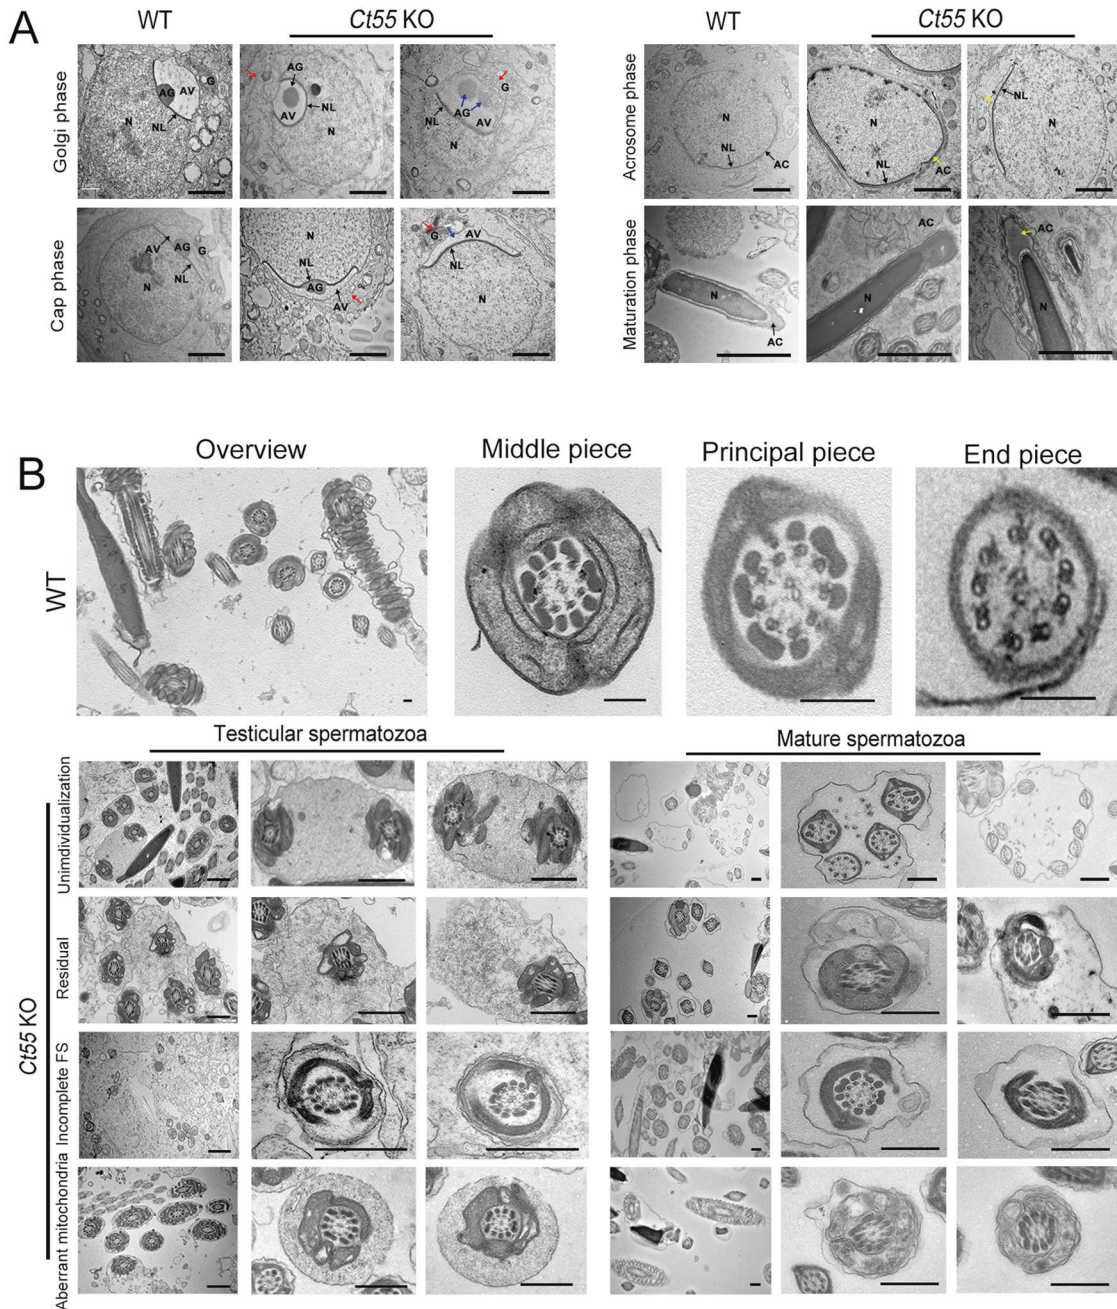 A
WT
Ct55 KO
WT
Ct55 KO
Golgi phase
AG
AV
G
NL
N
AG
NL
AV
N
G
AG
NL
AV
N
Acrosome phase
N
NL
AC
N
NL
AC
NL
N
Cap phase
AV
AG
G
NL
N
N
NL
AG
AV
G
AV
NL
N
Maturation phase
N
AC
AC
N
AC
N
B
Overview
Middle piece
Principal piece
End piece
WT
Testicular spermatozoa
Mature spermatozoa
Ct55 KO
Unimdividualization
Residual
Incomplete FS
Aberrant mitochondria